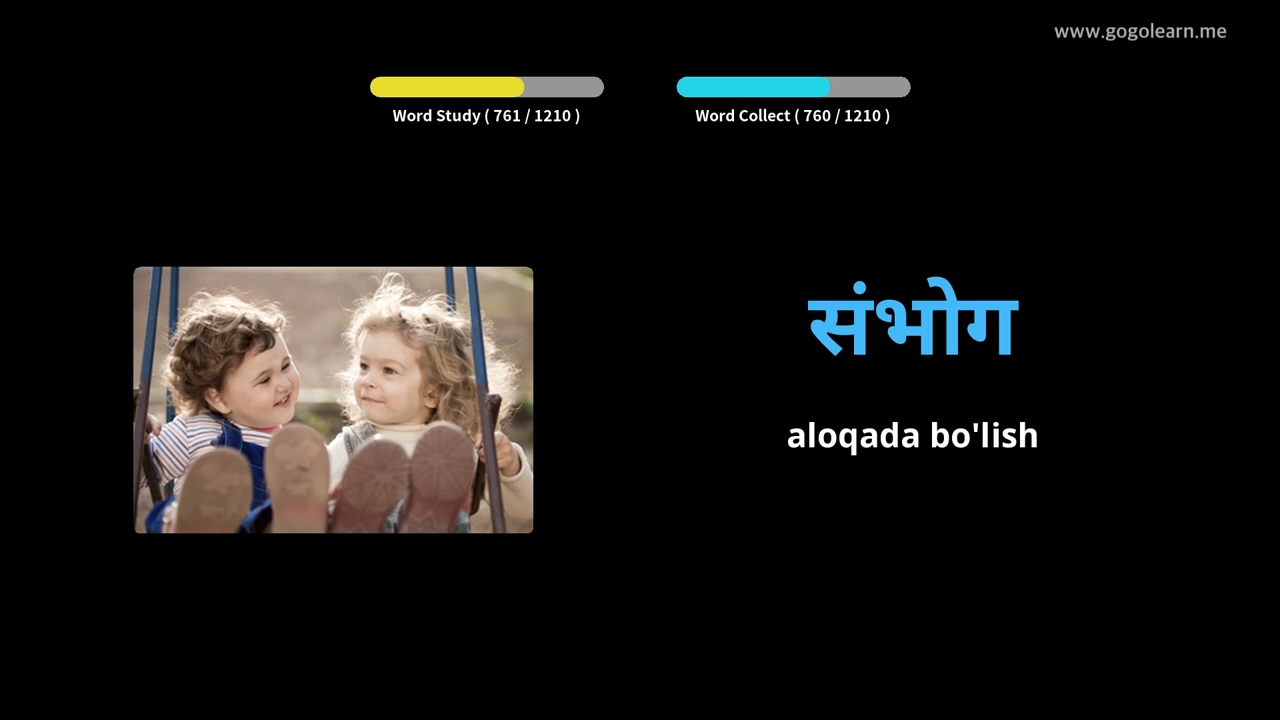 www.gogolearn.me
Word Study ( 761 / 1210 )
Word Collect ( 760 / 1210 )
संभोग
aloqada bo'lish